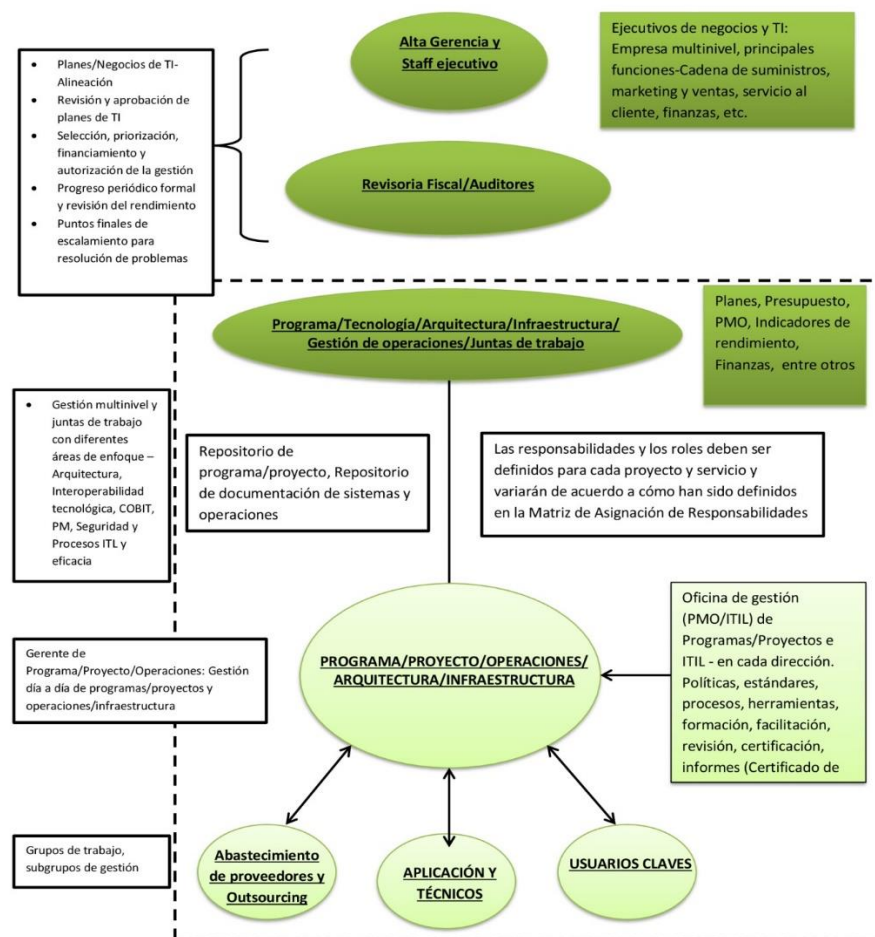 • Planes/Negocios de TI-
Alineación
• Revisión y aprobación de
planes de TI
• Selección, priorización,
financiamiento y
autorización de la gestión
• Progreso periódico formal
y revisión del rendimiento
• Puntos finales de
escalamiento para
resolución de problemas
Alta Gerencia y
Staff ejecutivo
Ejecutivos de negocios y TI:
Empresa multinivel, principales
funciones-Cadena de suministros,
marketing y ventas, servicio al
cliente, finanzas, etc.
Revisoria Fiscal/Auditores
Programa/Tecnología/Arquitectura/Infraestructura/
Gestión de operaciones/Juntas de trabajo
Planes, Presupuesto,
PMO, Indicadores de
rendimiento,
Finanzas, entre otros
• Gestión multinivel y
juntas de trabajo
con diferentes
áreas de enfoque –
Arquitectura,
Interoperabilidad
tecnológica, COBIT,
PM, Seguridad y
Procesos ITL y
eficacia
Repositorio de
programa/proyecto, Repositorio
de documentación de sistemas y
operaciones
Las responsabilidades y los roles deben ser
definidos para cada proyecto y servicio y
variarán de acuerdo a cómo han sido definidos
en la Matriz de Asignación de Responsabilidades
Gerente de
Programa/Proyecto/Operaciones: Gestión
día a día de programas/proyectos y
operaciones/infraestructura
PROGRAMA/PROYECTO/OPERACIONES/
ARQUITECTURA/INFRAESTRUCTURA
Oficina de gestión
(PMO/ITIL) de
Programas/Proyectos e
ITIL - en cada dirección.
Políticas, estándares,
procesos, herramientas,
formación, facilitación,
revisión, certificación,
informes (Certificado de
Grupos de trabajo,
subgrupos de gestión
Abastecimiento
de proveedores y
Outsourcing
APLICACIÓN Y
TÉCNICOS
USUARIOS CLAVES